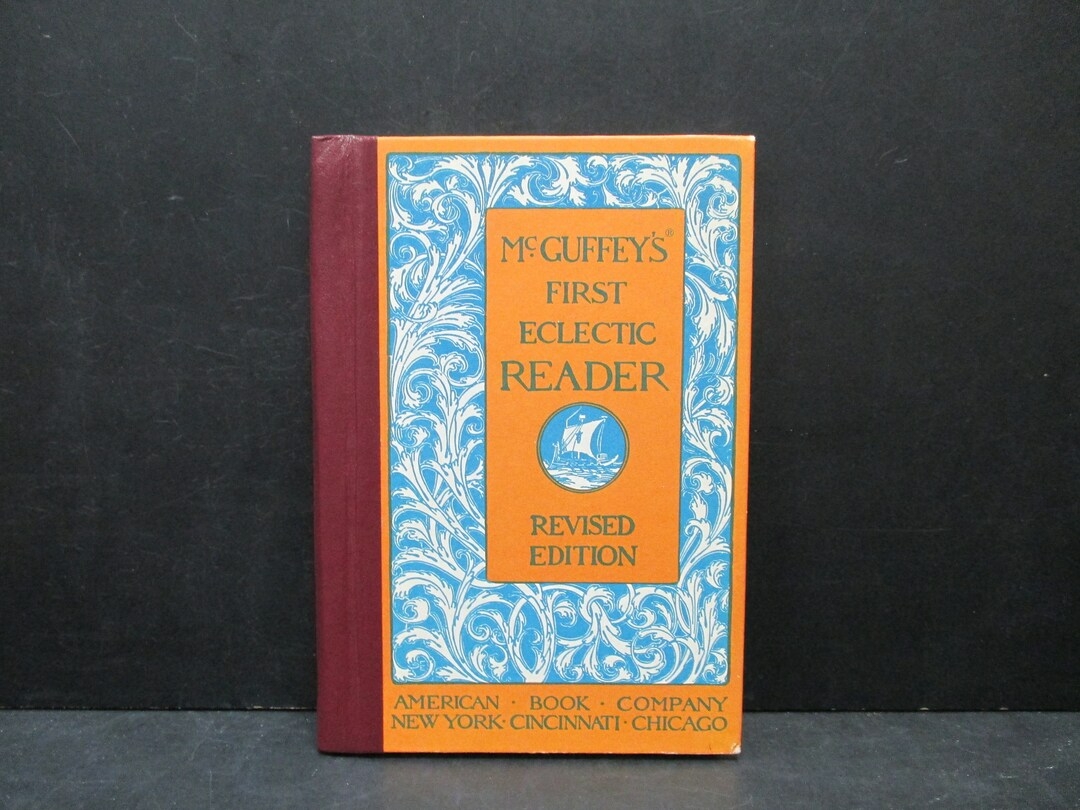 McGUFFEY'S®
FIRST
ECLECTIC
READER
REVISED
EDITION
AMERICAN · BOOK · COMPANY
NEW YORK · CINCINNATI · CHICAGO